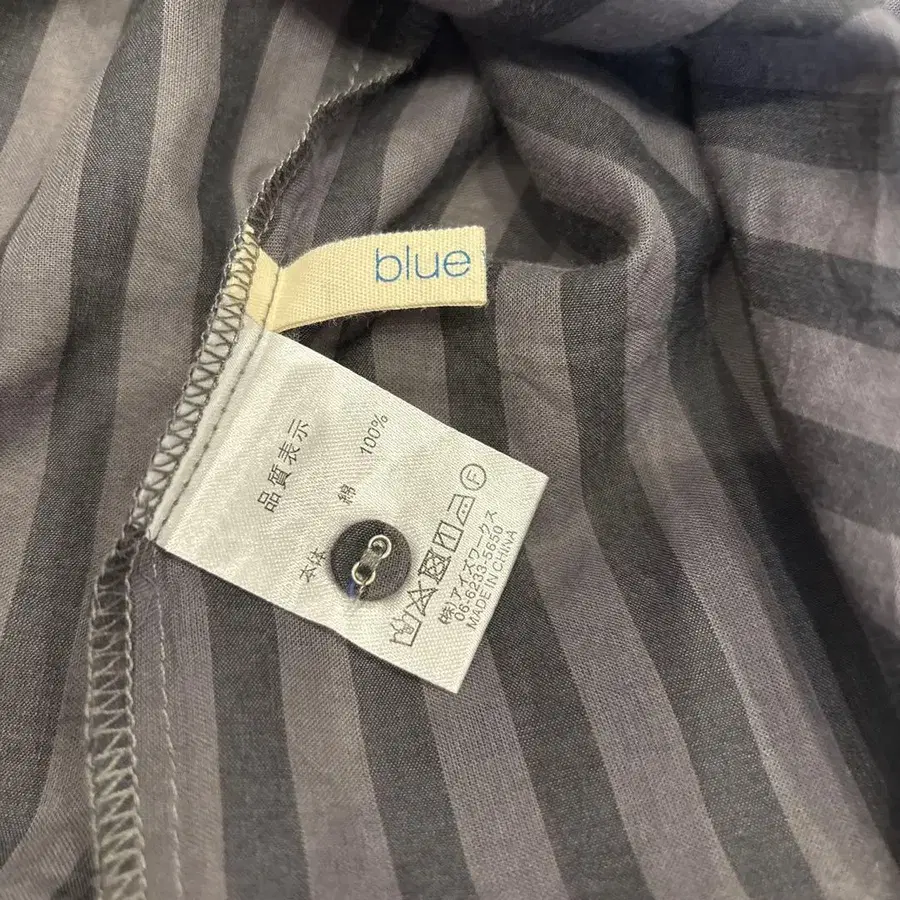 blue
品質表示
本体 綿 100%
F
(株)アイズワークス
06-6233-5650
MADE IN CHINA